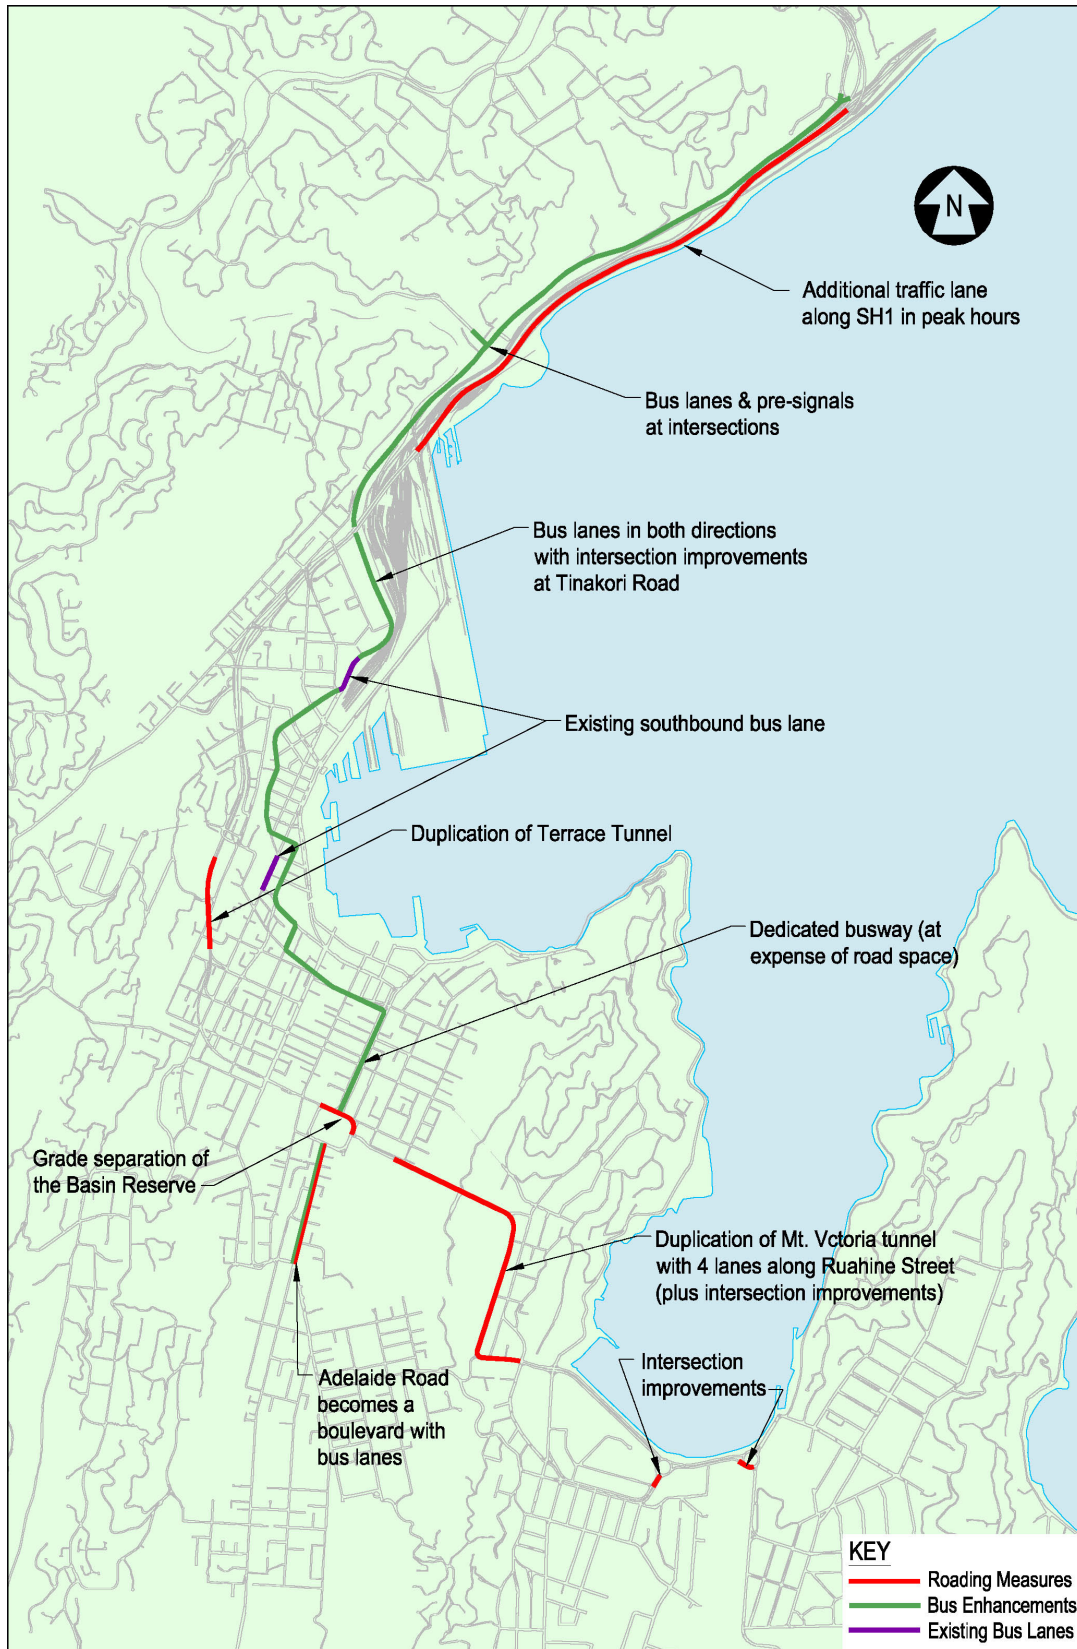 N
Additional traffic lane
along SH1 in peak hours
Bus lanes & pre-signals
at intersections
Bus lanes in both directions
with intersection improvements
at Tinakori Road
Existing southbound bus lane
Duplication of Terrace Tunnel
Dedicated busway (at
expense of road space)
Grade separation of
the Basin Reserve
Duplication of Mt. Vctoria tunnel
with 4 lanes along Ruahine Street
(plus intersection improvements)
Intersection
improvements
Adelaide Road
becomes a
boulevard with
bus lanes
KEY
Roading Measures
Bus Enhancements
Existing Bus Lanes